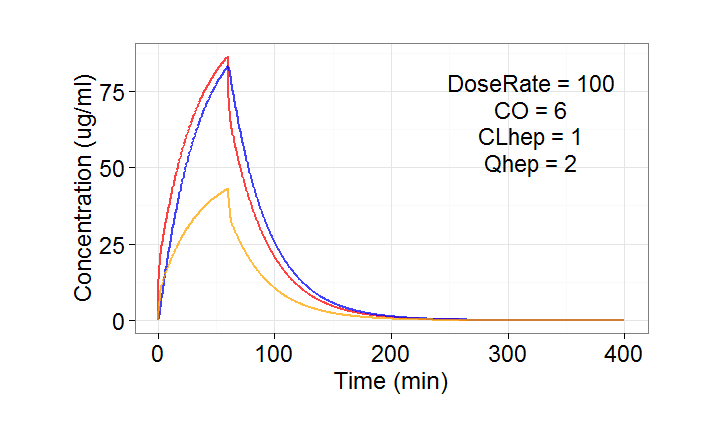 DoseRate = 100
CO = 6
CLhep = 1
Qhep = 2
Concentration (ug/ml)
75
50
25
0
0 100 200 300 400
Time (min)